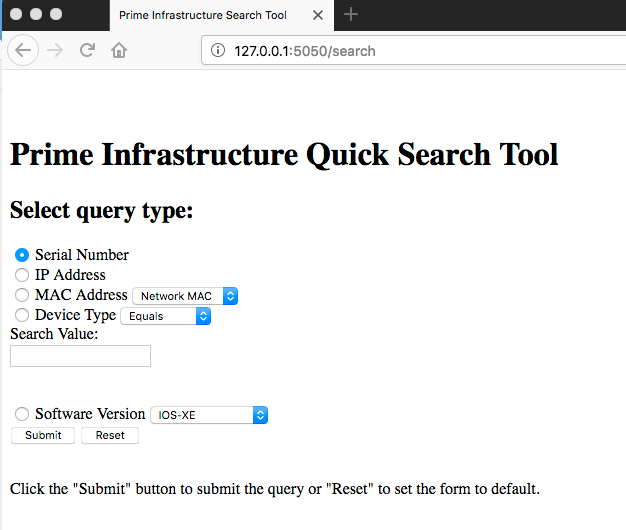 Prime Infrastructure Search Tool
127.0.0.1:5050/search
Prime Infrastructure Quick Search Tool
Select query type:
Serial Number
IP Address
MAC Address Network MAC
Device Type Equals
Search Value:
Software Version IOS-XE
Submit Reset
Click the "Submit" button to submit the query or "Reset" to set the form to default.